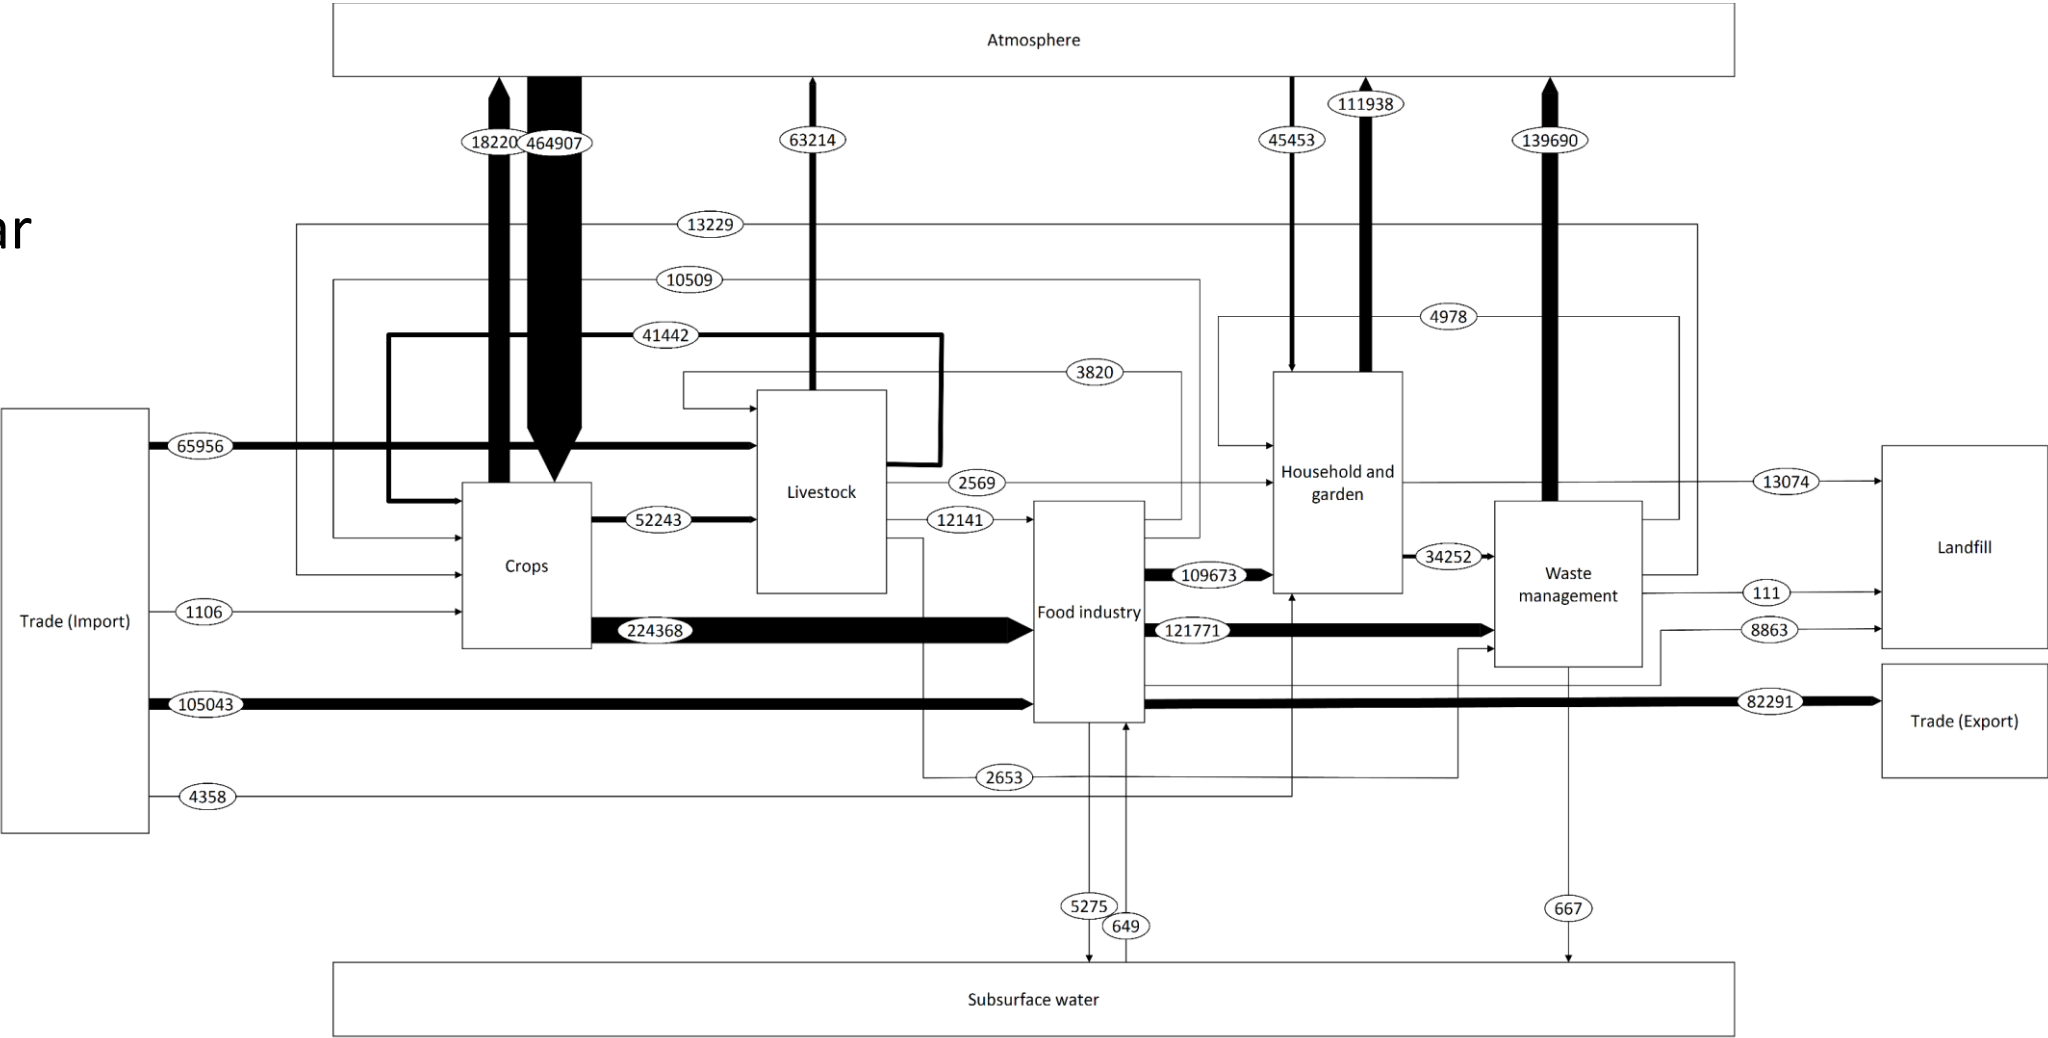 Atmosphere
111938
18220
464907
63214
45453
139690
ar
13229
10509
4978
41442
3820
65956
Household and
garden
2569
13074
Livestock
52243
12141
34252
Landfill
Crops
109673
Waste
management
111
1106
Food industry
Trade (Import)
224368
121771
8863
105043
82291
Trade (Export)
2653
4358
5275
649
667
Subsurface water